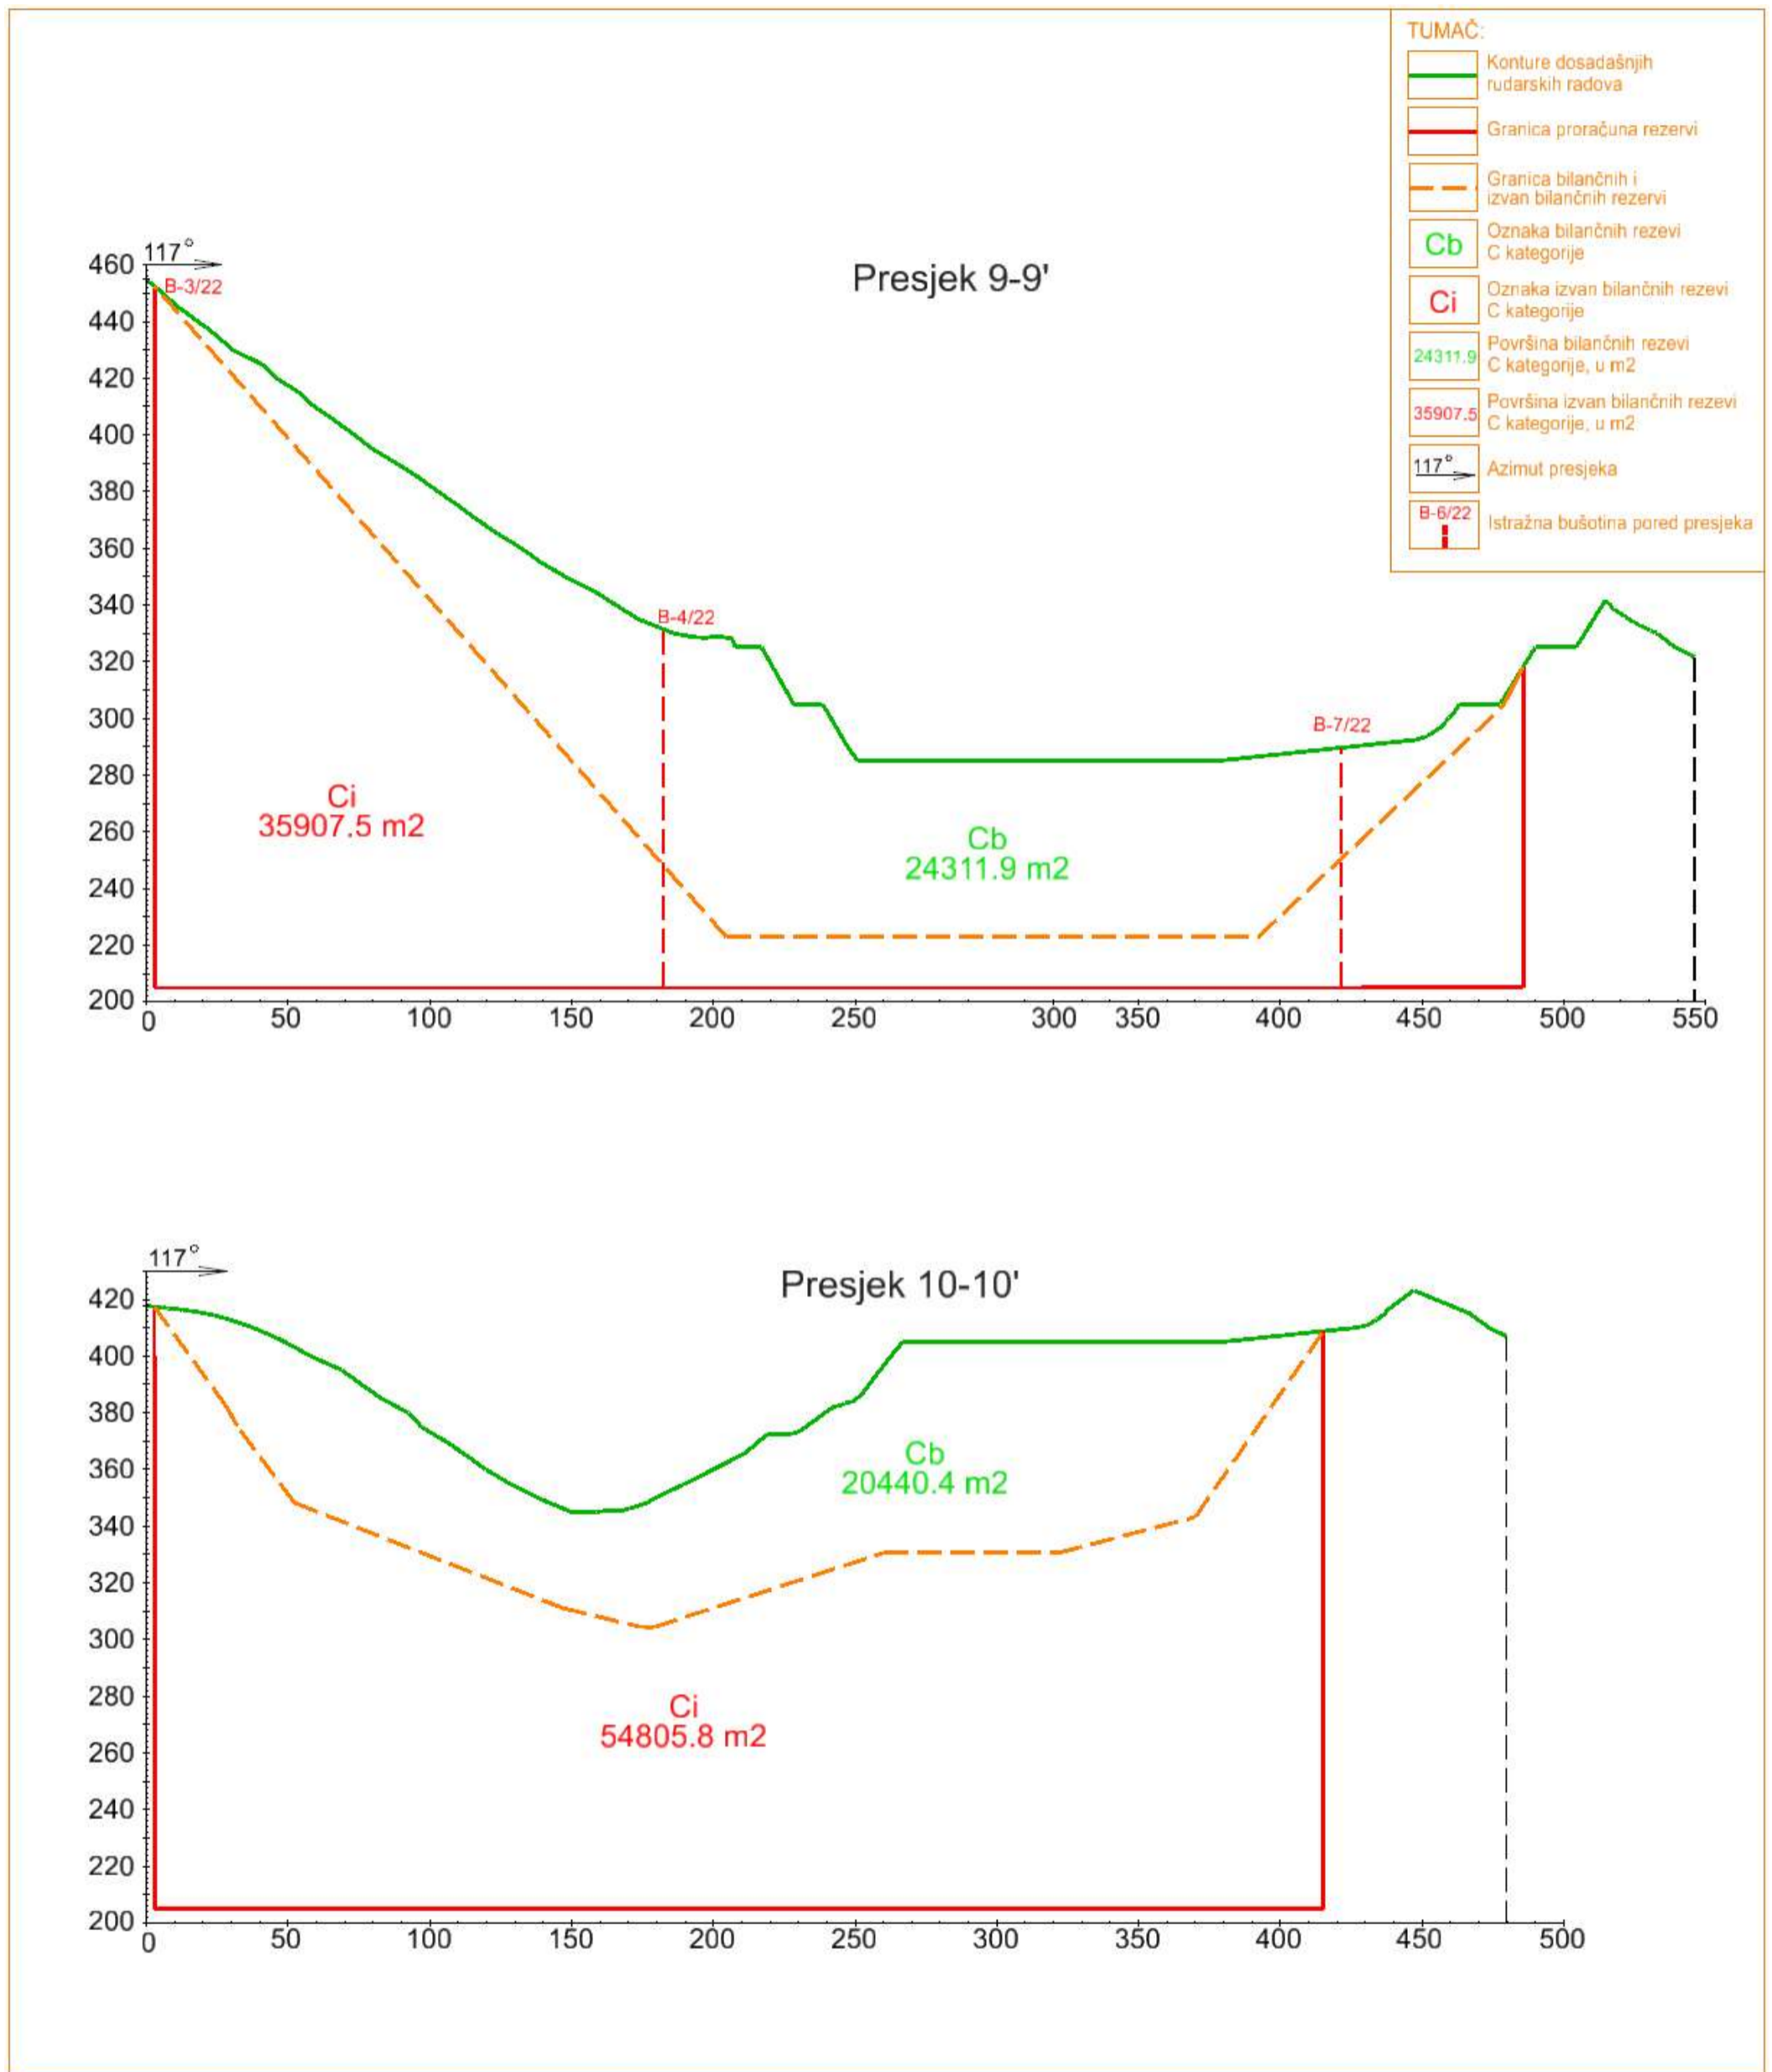 TUMAČ:
Konture dosadašnjih
rudarskih radova
Granica proračuna rezervi
Granica bilančnih i
izvan bilančnih rezervi
Cb
Oznaka bilančnih rezevi
C kategorije
Ci
Oznaka izvan bilančnih rezevi
C kategorije
24311.9
Površina bilančnih rezevi
C kategorije, u m2
35907.5
Površina izvan bilančnih rezevi
C kategorije, u m2
117°
Azimut presjeka
B-6/22
Istražna bušotina pored presjeka
Presjek 9-9'
117°
460
440
420
400
380
360
340
320
300
280
260
240
220
200
B-3/22
B-4/22
B-7/22
Ci
35907.5 m2
Cb
24311.9 m2
0 50 100 150 200 250 300 350 400 450 500 550
Presjek 10-10'
117°
420
400
380
360
340
320
300
280
260
240
220
200
Cb
20440.4 m2
Ci
54805.8 m2
0 50 100 150 200 250 300 350 400 450 500